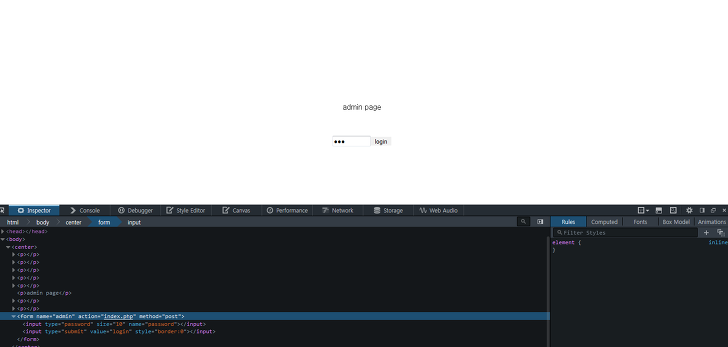 admin page
●●● login
Inspector Console Debugger Style Editor Canvas Performance Network Storage Web Audio
html body center form input
Rules Computed Fonts Box Model Animations
<head></head>
<body>
<center>
<p></p>
<p></p>
<p></p>
<p></p>
<p></p>
<p>admin page</p>
<p></p>
<p></p>
<form name="admin" action="index.php" method="post">
<input type="password" size="10" name="password"></input>
<input type="submit" value="login" style="border:0"></input>
</form>
</center>
Filter Styles
element { inline
}